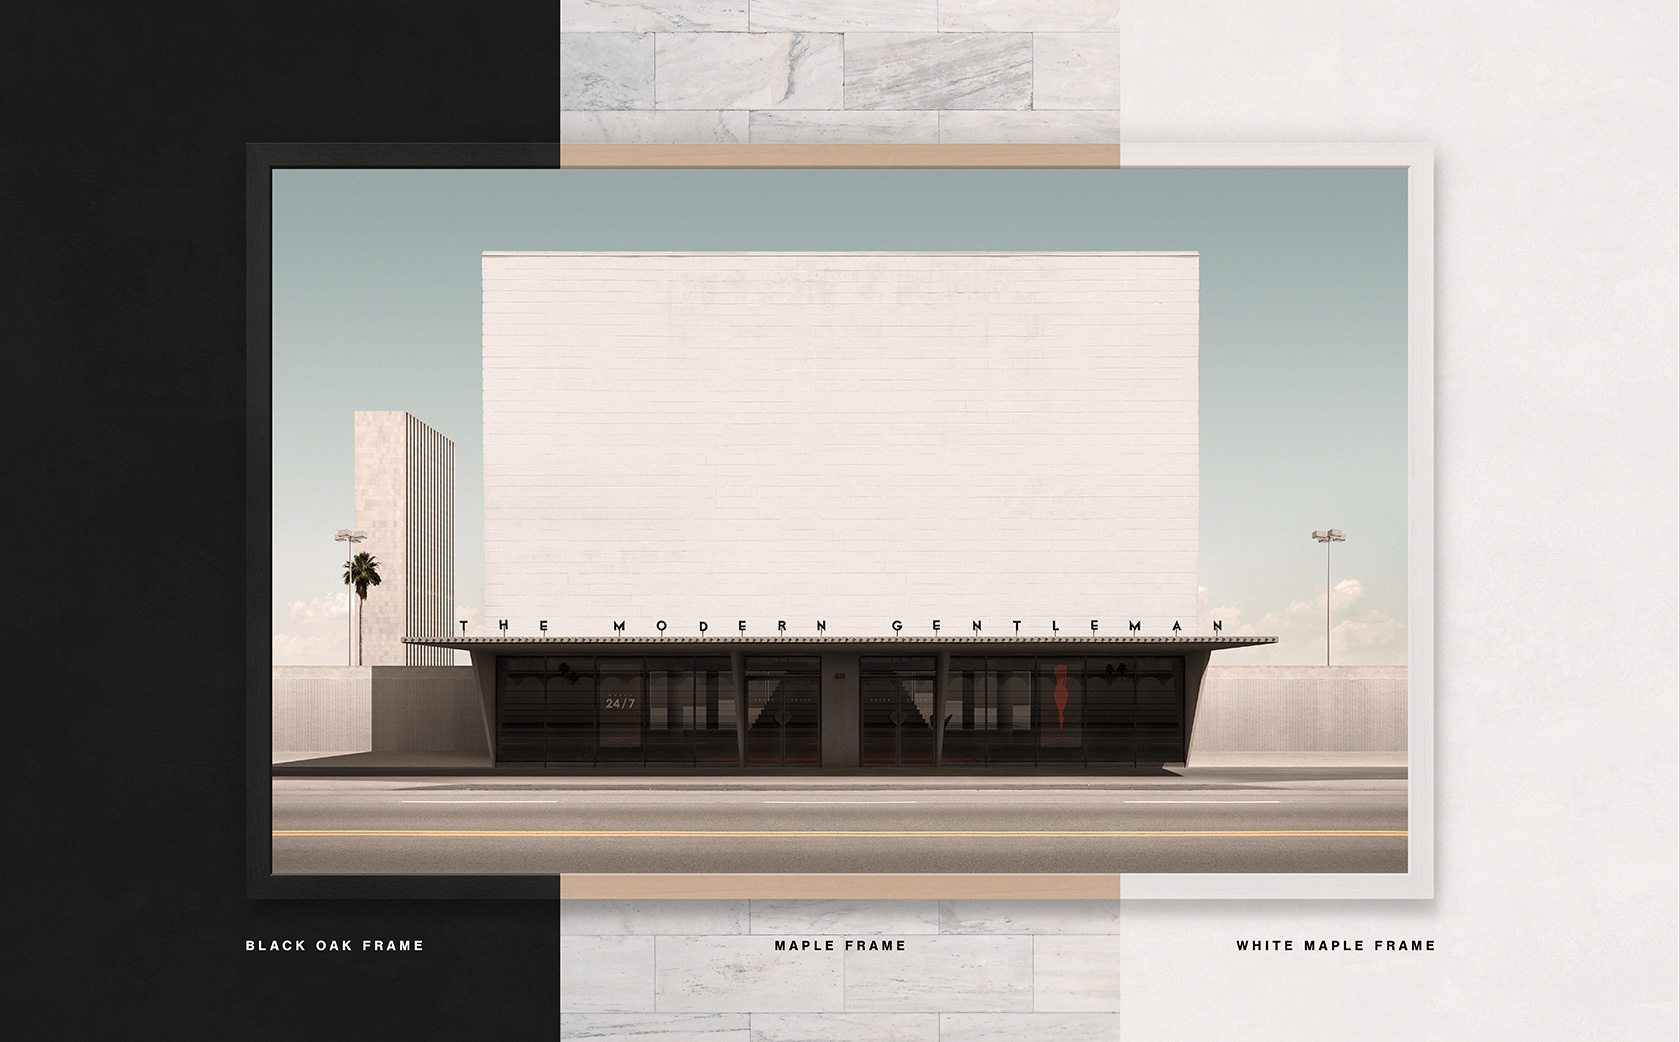 THE MODERN GENTLEMAN
24/7
BLACK OAK FRAME
MAPLE FRAME
WHITE MAPLE FRAME